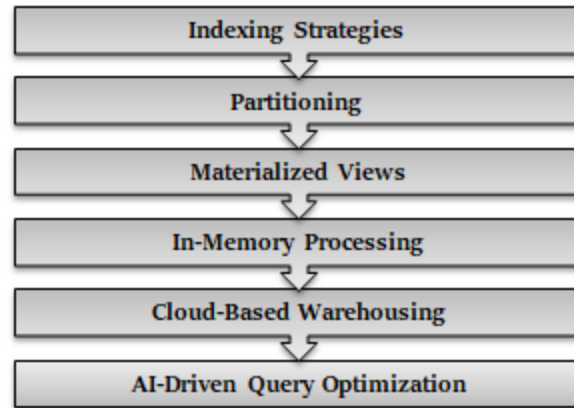 Indexing Strategies
Partitioning
Materialized Views
In-Memory Processing
Cloud-Based Warehousing
AI-Driven Query Optimization